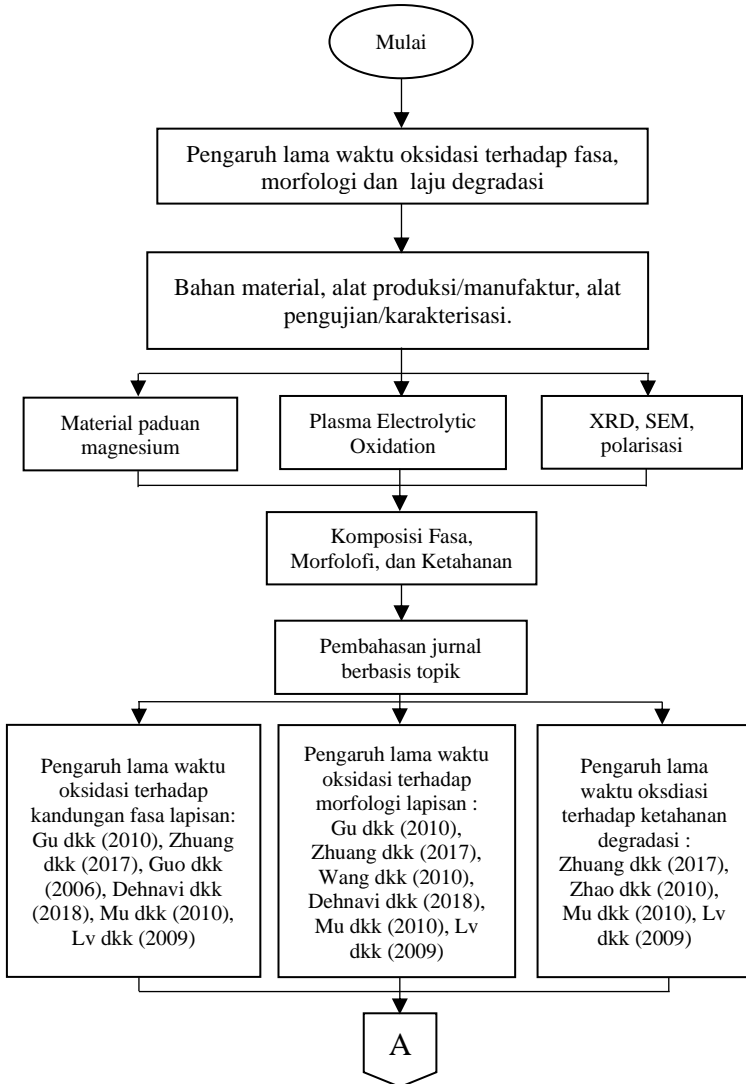 Mulai
Pengaruh lama waktu oksidasi terhadap fasa,
morfologi dan laju degradasi
Bahan material, alat produksi/manufaktur, alat
pengujian/karakterisasi.
Material paduan
magnesium
Plasma Electrolytic
Oxidation
XRD, SEM,
polarisasi
Komposisi Fasa,
Morfolofi, dan Ketahanan
Pembahasan jurnal
berbasis topik
Pengaruh lama waktu
oksidasi terhadap
kandungan fasa lapisan:
Gu dkk (2010), Zhuang
dkk (2017), Guo dkk
(2006), Dehnavi dkk
(2018), Mu dkk (2010),
Lv dkk (2009)
Pengaruh lama waktu
oksidasi terhadap
morfologi lapisan :
Gu dkk (2010),
Zhuang dkk (2017),
Wang dkk (2010),
Dehnavi dkk (2018),
Mu dkk (2010), Lv
dkk (2009)
Pengaruh lama
waktu oksdiasi
terhadap ketahanan
degradasi :
Zhuang dkk (2017),
Zhao dkk (2010),
Mu dkk (2010), Lv
dkk (2009)
A